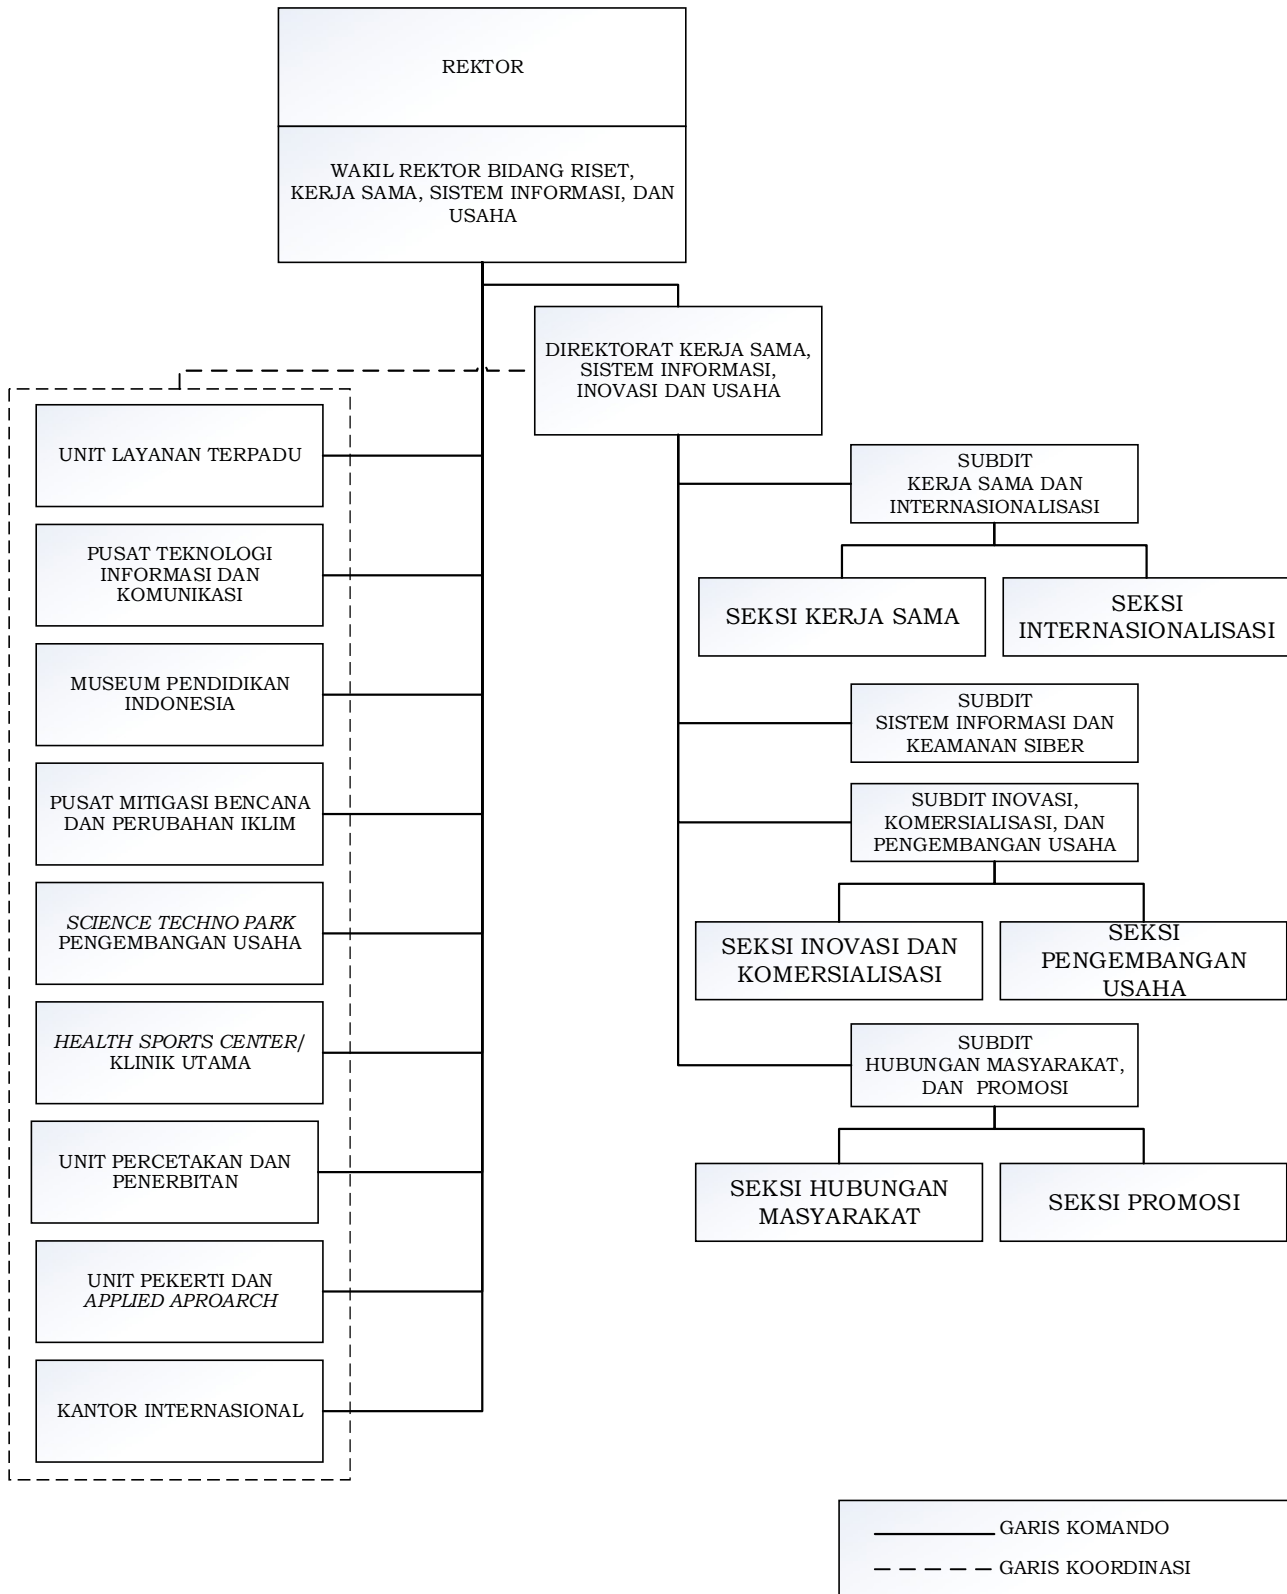 REKTOR
WAKIL REKTOR BIDANG RISET,
KERJA SAMA, SISTEM INFORMASI, DAN
USAHA
DIREKTORAT KERJA SAMA,
SISTEM INFORMASI,
INOVASI DAN USAHA
UNIT LAYANAN TERPADU
PUSAT TEKNOLOGI
INFORMASI DAN
KOMUNIKASI
MUSEUM PENDIDIKAN
INDONESIA
PUSAT MITIGASI BENCANA
DAN PERUBAHAN IKLIM
SCIENCE TECHNO PARK
PENGEMBANGAN USAHA
HEALTH SPORTS CENTER/
KLINIK UTAMA
UNIT PERCETAKAN DAN
PENERBITAN
UNIT PEKERTI DAN
APPLIED APROARCH
KANTOR INTERNASIONAL
SUBDIT
KERJA SAMA DAN
INTERNASIONALISASI
SEKSI KERJA SAMA
SEKSI
INTERNASIONALISASI
SUBDIT
SISTEM INFORMASI DAN
KEAMANAN SIBER
SUBDIT INOVASI,
KOMERSIALISASI, DAN
PENGEMBANGAN USAHA
SEKSI INOVASI DAN
KOMERSIALISASI
SEKSI
PENGEMBANGAN
USAHA
SUBDIT
HUBUNGAN MASYARAKAT,
DAN PROMOSI
SEKSI HUBUNGAN
MASYARAKAT
SEKSI PROMOSI
GARIS KOMANDO
GARIS KOORDINASI